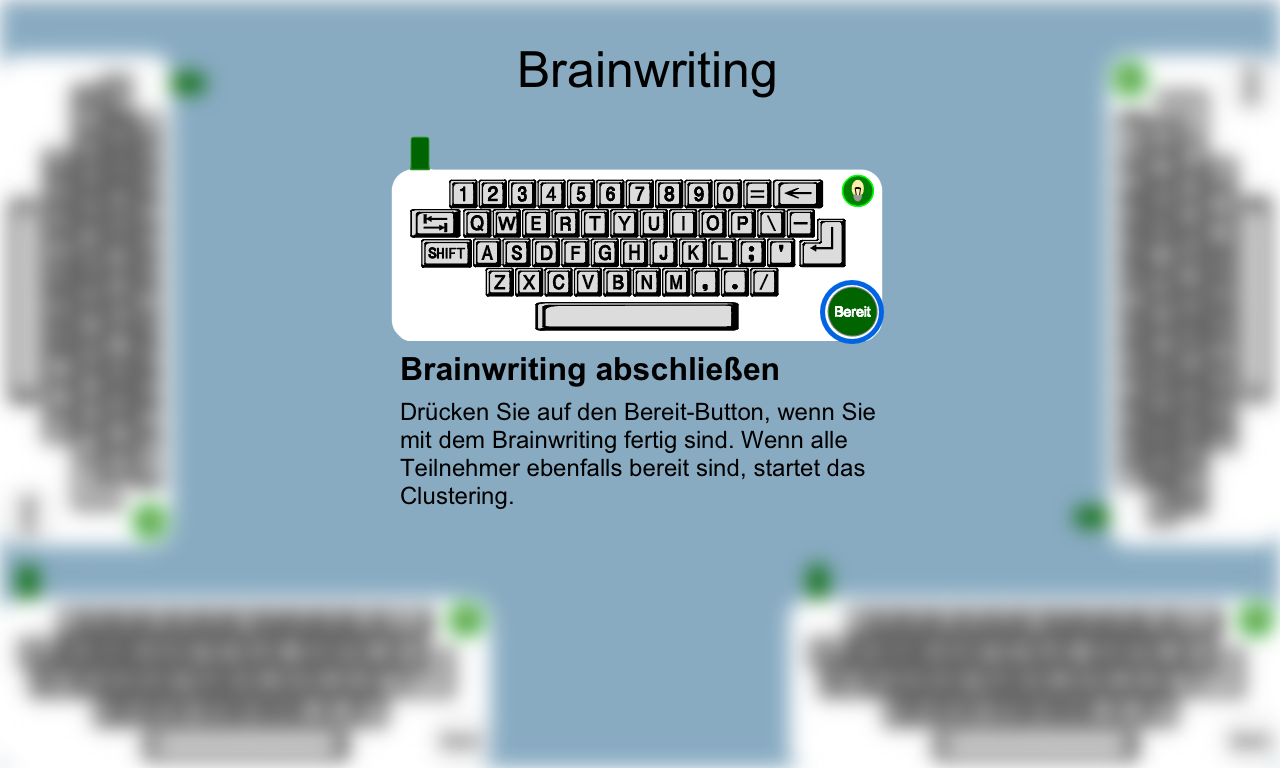 Brainwriting
1 2 3 4 5 6 7 8 9 0 =
Q W E R T Y U I O P \ —
SHIFT A S D F G H J K L ; '
Z X C V B N M , . /
Bereit
Brainwriting abschließen
Drücken Sie auf den Bereit-Button, wenn Sie
mit dem Brainwriting fertig sind. Wenn alle
Teilnehmer ebenfalls bereit sind, startet das
Clustering.